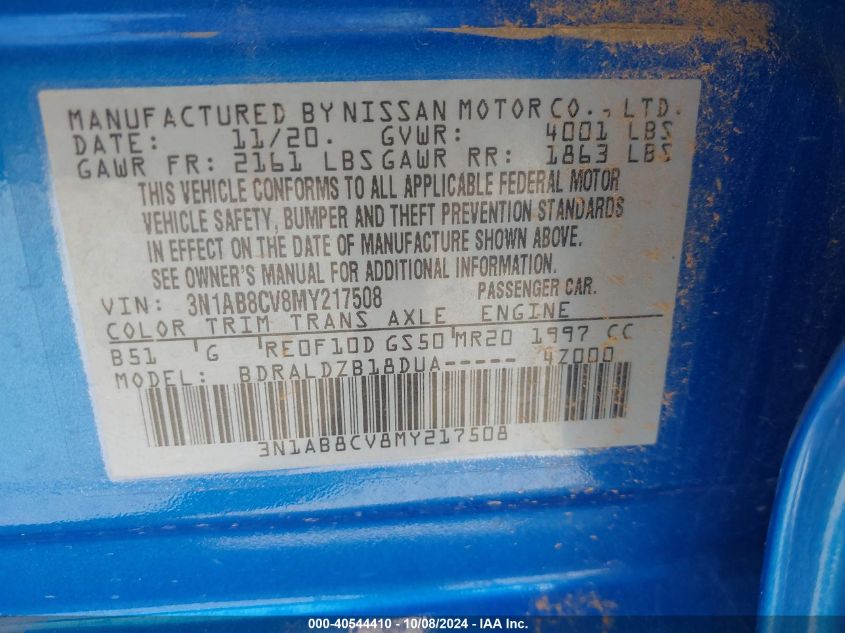 MANUFACTURED BY NISSAN MOTOR CO., LTD.
DATE: 11/20. GVWR: 4001 LBS
GAWR FR: 2161 LBS GAWR RR: 1863 LBS
THIS VEHICLE CONFORMS TO ALL APPLICABLE FEDERAL MOTOR
VEHICLE SAFETY, BUMPER AND THEFT PREVENTION STANDARDS
IN EFFECT ON THE DATE OF MANUFACTURE SHOWN ABOVE.
SEE OWNER'S MANUAL FOR ADDITIONAL INFORMATION.
VIN: 3N1AB8CV8MY217508 PASSENGER CAR.
COLOR TRIM TRANS AXLE ENGINE
B51 G RE0F10D GS50 MR20 1997 CC
MODEL: BDRALDZB18DUA----- 0Z000
3N1AB8CV8MY217508
000-40544410 - 10/08/2024 - IAA Inc.